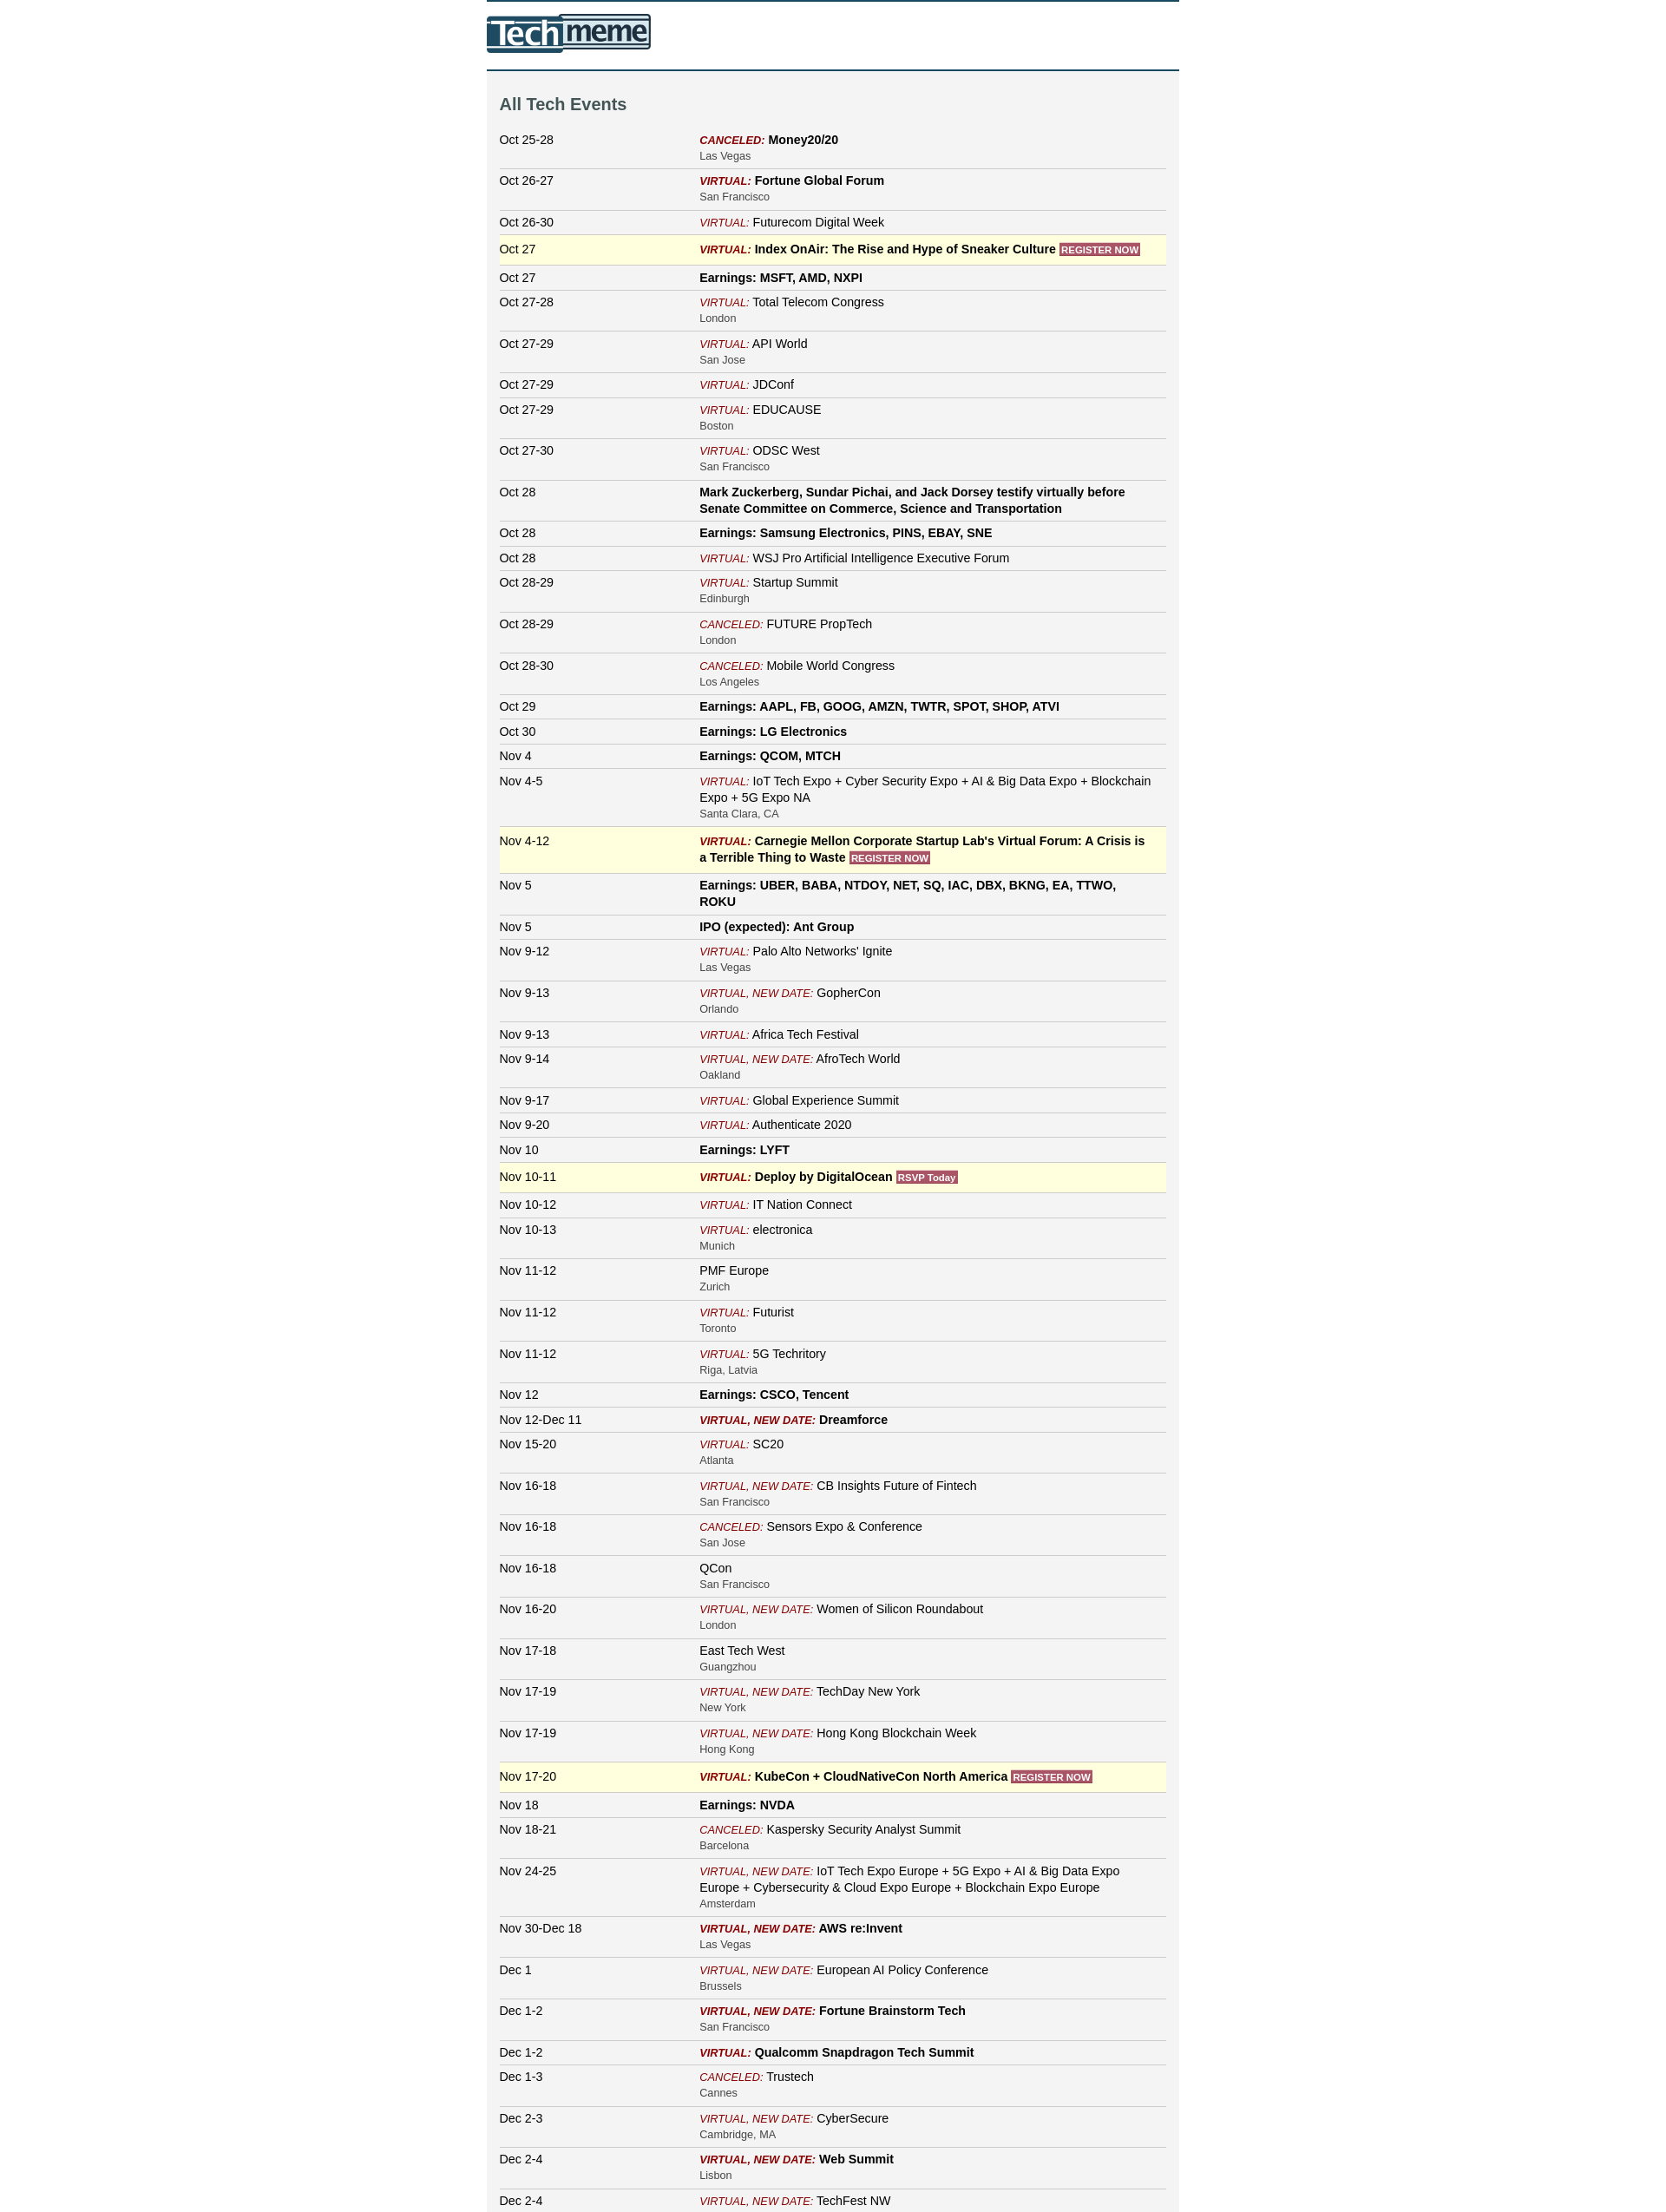 Techmeme
All Tech Events
Oct 25-28 CANCELED: Money20/20
Las Vegas
Oct 26-27 VIRTUAL: Fortune Global Forum
San Francisco
Oct 26-30 VIRTUAL: Futurecom Digital Week
Oct 27 VIRTUAL: Index OnAir: The Rise and Hype of Sneaker Culture REGISTER NOW
Oct 27 Earnings: MSFT, AMD, NXPI
Oct 27-28 VIRTUAL: Total Telecom Congress
London
Oct 27-29 VIRTUAL: API World
San Jose
Oct 27-29 VIRTUAL: JDConf
Oct 27-29 VIRTUAL: EDUCAUSE
Boston
Oct 27-30 VIRTUAL: ODSC West
San Francisco
Oct 28 Mark Zuckerberg, Sundar Pichai, and Jack Dorsey testify virtually before
Senate Committee on Commerce, Science and Transportation
Oct 28 Earnings: Samsung Electronics, PINS, EBAY, SNE
Oct 28 VIRTUAL: WSJ Pro Artificial Intelligence Executive Forum
Oct 28-29 VIRTUAL: Startup Summit
Edinburgh
Oct 28-29 CANCELED: FUTURE PropTech
London
Oct 28-30 CANCELED: Mobile World Congress
Los Angeles
Oct 29 Earnings: AAPL, FB, GOOG, AMZN, TWTR, SPOT, SHOP, ATVI
Oct 30 Earnings: LG Electronics
Nov 4 Earnings: QCOM, MTCH
Nov 4-5 VIRTUAL: IoT Tech Expo + Cyber Security Expo + AI & Big Data Expo + Blockchain
Expo + 5G Expo NA
Santa Clara, CA
Nov 4-12 VIRTUAL: Carnegie Mellon Corporate Startup Lab's Virtual Forum: A Crisis is
a Terrible Thing to Waste REGISTER NOW
Nov 5 Earnings: UBER, BABA, NTDOY, NET, SQ, IAC, DBX, BKNG, EA, TTWO,
ROKU
Nov 5 IPO (expected): Ant Group
Nov 9-12 VIRTUAL: Palo Alto Networks' Ignite
Las Vegas
Nov 9-13 VIRTUAL, NEW DATE: GopherCon
Orlando
Nov 9-13 VIRTUAL: Africa Tech Festival
Nov 9-14 VIRTUAL, NEW DATE: AfroTech World
Oakland
Nov 9-17 VIRTUAL: Global Experience Summit
Nov 9-20 VIRTUAL: Authenticate 2020
Nov 10 Earnings: LYFT
Nov 10-11 VIRTUAL: Deploy by DigitalOcean RSVP Today
Nov 10-12 VIRTUAL: IT Nation Connect
Nov 10-13 VIRTUAL: electronica
Munich
Nov 11-12 PMF Europe
Zurich
Nov 11-12 VIRTUAL: Futurist
Toronto
Nov 11-12 VIRTUAL: 5G Techritory
Riga, Latvia
Nov 12 Earnings: CSCO, Tencent
Nov 12-Dec 11 VIRTUAL, NEW DATE: Dreamforce
Nov 15-20 VIRTUAL: SC20
Atlanta
Nov 16-18 VIRTUAL, NEW DATE: CB Insights Future of Fintech
San Francisco
Nov 16-18 CANCELED: Sensors Expo & Conference
San Jose
Nov 16-18 QCon
San Francisco
Nov 16-20 VIRTUAL, NEW DATE: Women of Silicon Roundabout
London
Nov 17-18 East Tech West
Guangzhou
Nov 17-19 VIRTUAL, NEW DATE: TechDay New York
New York
Nov 17-19 VIRTUAL, NEW DATE: Hong Kong Blockchain Week
Hong Kong
Nov 17-20 VIRTUAL: KubeCon + CloudNativeCon North America REGISTER NOW
Nov 18 Earnings: NVDA
Nov 18-21 CANCELED: Kaspersky Security Analyst Summit
Barcelona
Nov 24-25 VIRTUAL, NEW DATE: IoT Tech Expo Europe + 5G Expo + AI & Big Data Expo
Europe + Cybersecurity & Cloud Expo Europe + Blockchain Expo Europe
Amsterdam
Nov 30-Dec 18 VIRTUAL, NEW DATE: AWS re:Invent
Las Vegas
Dec 1 VIRTUAL, NEW DATE: European AI Policy Conference
Brussels
Dec 1-2 VIRTUAL, NEW DATE: Fortune Brainstorm Tech
San Francisco
Dec 1-2 VIRTUAL: Qualcomm Snapdragon Tech Summit
Dec 1-3 CANCELED: Trustech
Cannes
Dec 2-3 VIRTUAL, NEW DATE: CyberSecure
Cambridge, MA
Dec 2-4 VIRTUAL, NEW DATE: Web Summit
Lisbon
Dec 2-4 VIRTUAL, NEW DATE: TechFest NW